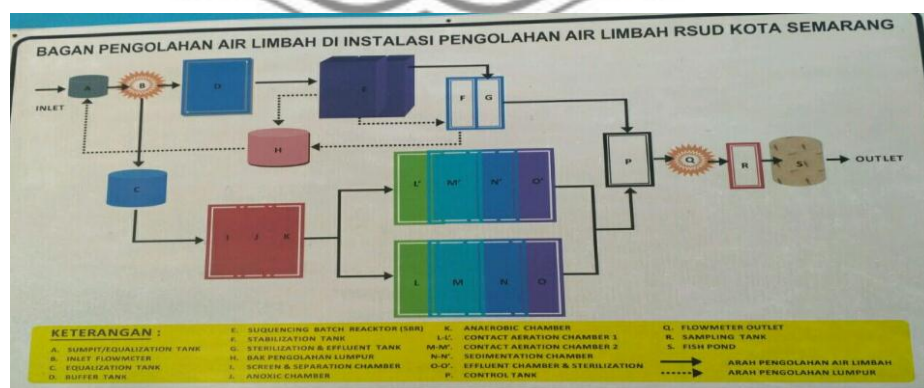 BAGAN PENGOLAHAN AIR LIMBAH DI INSTALASI PENGOLAHAN AIR LIMBAH RSUD KOTA SEMARANG
INLET
A
B
D
E
F
G
H
C
I J K
L' M' N' O'
L M N O
P
Q
R
S
OUTLET
KETERANGAN :
A. SUMPIT/EQUALIZATION TANK
B. INLET FLOWMETER
C. EQUALIZATION TANK
D. BUFFER TANK
E. SUQUENCING BATCH REACKTOR (SBR)
F. STABILIZATION TANK
G. STERILIZATION & EFFLUENT TANK
H. BAK PENGOLAHAN LUMPUR
I. SCREEN & SEPARATION CHAMBER
J. ANOXIC CHAMBER
K. ANAEROBIC CHAMBER
L-L'. CONTACT AERATION CHAMBER 1
M-M'. CONTACT AERATION CHAMBER 2
N-N'. SEDIMENTATION CHAMBER
O-O'. EFFLUENT CHAMBER & STERILIZATION
P. CONTROL TANK
Q. FLOWMETER OUTLET
R. SAMPLING TANK
S. FISH POND
ARAH PENGOLAHAN AIR LIMBAH
ARAH PENGOLAHAN LUMPUR